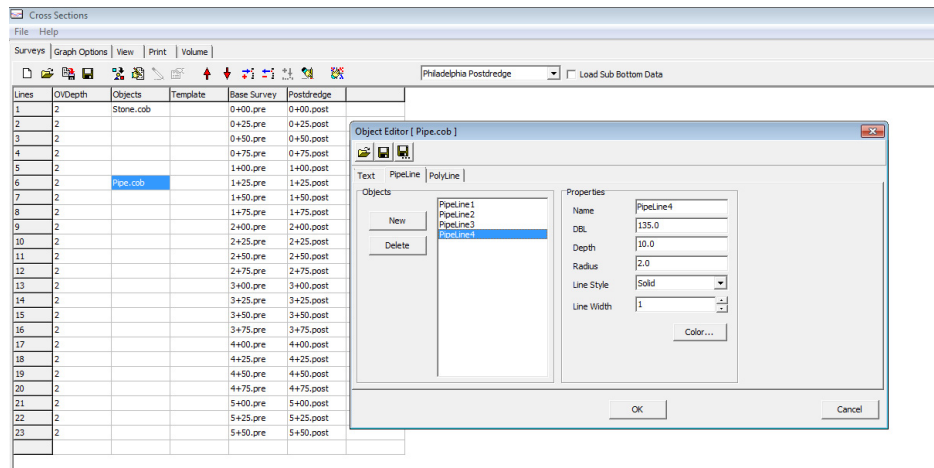 Cross Sections
File Help
Surveys Graph Options View Print Volume
Philadelphia Postdredge Load Sub Bottom Data
Lines OVDepth Objects Template Base Survey Postdredge
1 2 Stone.cob 0+00.pre 0+00.post
2 2 0+25.pre 0+25.post
3 2 0+50.pre 0+50.post
4 2 0+75.pre 0+75.post
5 2 1+00.pre 1+00.post
6 2 Pipe.cob 1+25.pre 1+25.post
7 2 1+50.pre 1+50.post
8 2 1+75.pre 1+75.post
9 2 2+00.pre 2+00.post
10 2 2+25.pre 2+25.post
11 2 2+50.pre 2+50.post
12 2 2+75.pre 2+75.post
13 2 3+00.pre 3+00.post
14 2 3+25.pre 3+25.post
15 2 3+50.pre 3+50.post
16 2 3+75.pre 3+75.post
17 2 4+00.pre 4+00.post
18 2 4+25.pre 4+25.post
19 2 4+50.pre 4+50.post
20 2 4+75.pre 4+75.post
21 2 5+00.pre 5+00.post
22 2 5+25.pre 5+25.post
23 2 5+50.pre 5+50.post
Object Editor [ Pipe.cob ]
Text PipeLine PolyLine
Objects
New
Delete
PipeLine1
PipeLine2
PipeLine3
PipeLine4
Properties
Name PipeLine4
DBL 135.0
Depth 10.0
Radius 2.0
Line Style Solid
Line Width 1
Color...
OK Cancel